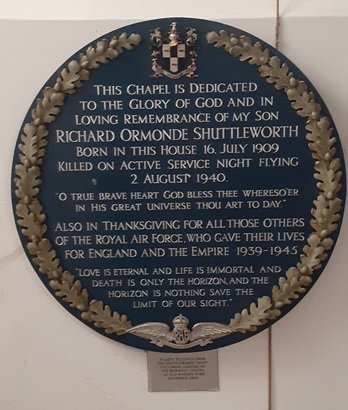 THIS CHAPEL IS DEDICATED
TO THE GLORY OF GOD AND IN
LOVING REMEMBRANCE OF MY SON
RICHARD ORMONDE SHUTTLEWORTH
BORN IN THIS HOUSE 16. JULY 1909
KILLED ON ACTIVE SERVICE NIGHT FLYING
2. AUGUST 1940.
"O TRUE BRAVE HEART GOD BLESS THEE WHERESO'ER
IN HIS GREAT UNIVERSE THOU ART TO DAY."
ALSO IN THANKSGIVING FOR ALL THOSE OTHERS
OF THE ROYAL AIR FORCE, WHO GAVE THEIR LIVES
FOR ENGLAND AND THE EMPIRE 1939-1945
"LOVE IS ETERNAL AND LIFE IS IMMORTAL AND
DEATH IS ONLY THE HORIZON, AND THE
HORIZON IS NOTHING SAVE THE
LIMIT OF OUR SIGHT."